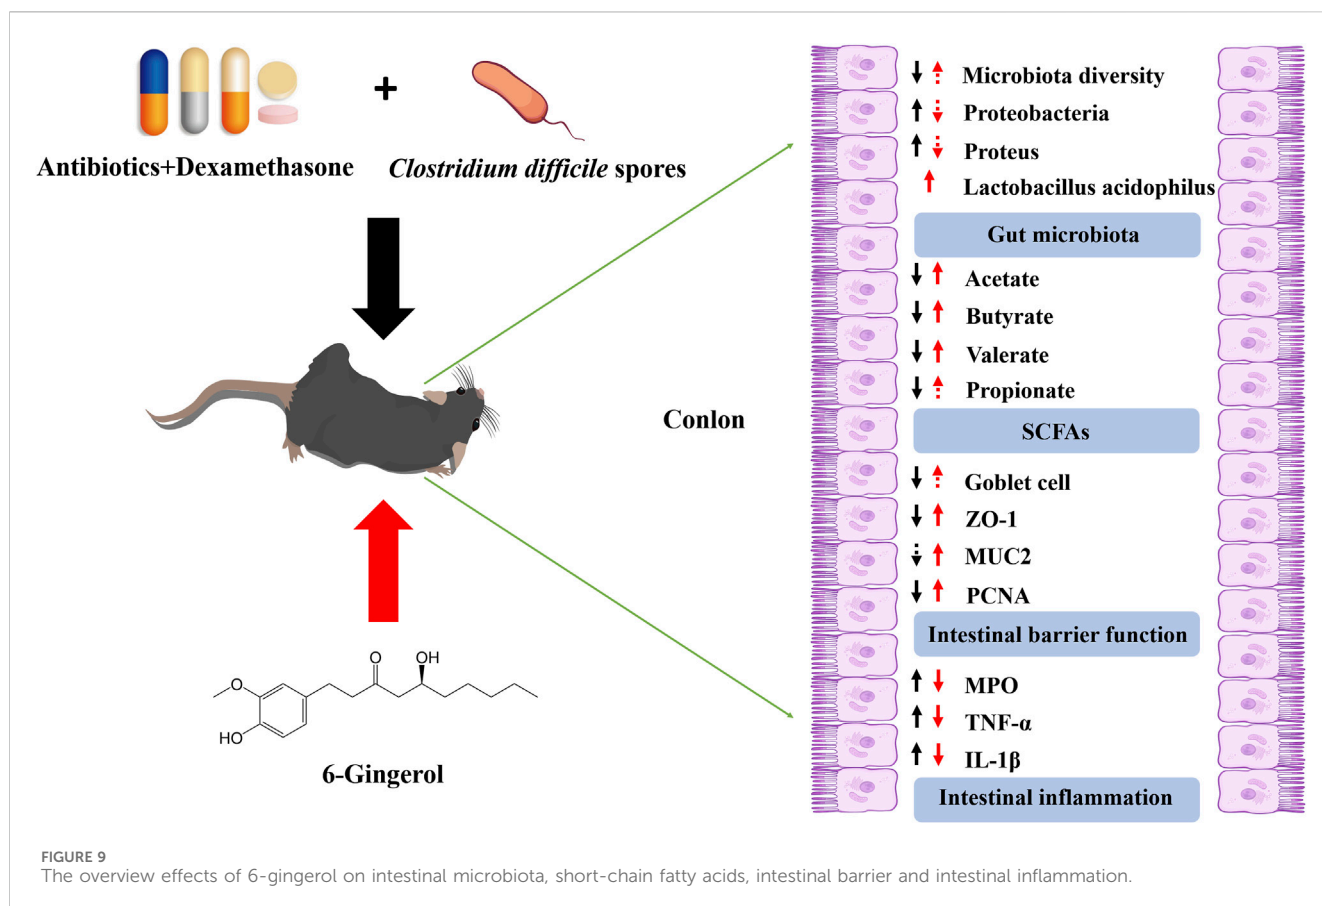 Antibiotics+Dexamethasone
+
Clostridium difficile spores
Conlon
O
OH
O
HO
6-Gingerol
Microbiota diversity
Proteobacteria
Proteus
Lactobacillus acidophilus
Gut microbiota
Acetate
Butyrate
Valerate
Propionate
SCFAs
Goblet cell
ZO-1
MUC2
PCNA
Intestinal barrier function
MPO
TNF-α
IL-1β
Intestinal inflammation
FIGURE 9
The overview effects of 6-gingerol on intestinal microbiota, short-chain fatty acids, intestinal barrier and intestinal inflammation.